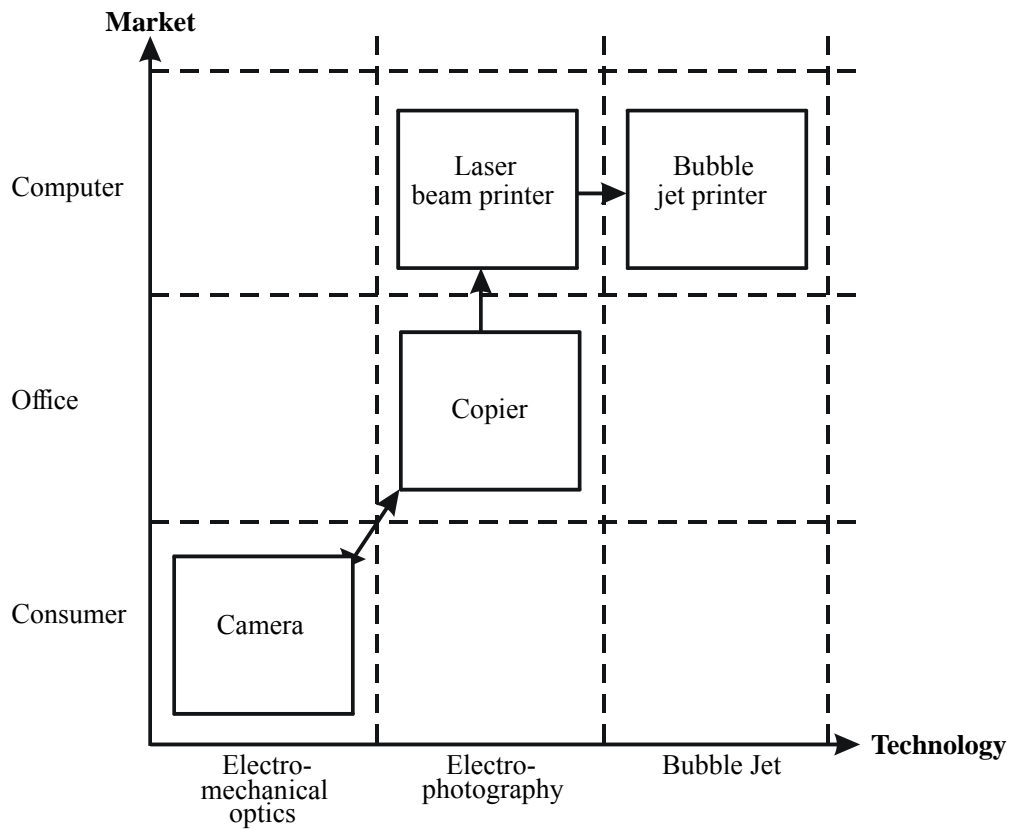 Market
Computer
Laser
beam printer
Bubble
jet printer
Office
Copier
Consumer
Camera
Technology
Electro-
mechanical
optics
Electro-
photography
Bubble Jet